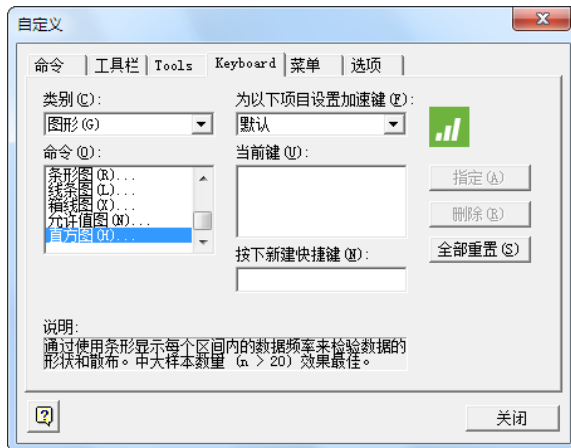 自定义
命令 工具栏 Tools Keyboard 菜单 选项
类别(C):
图形(G)
命令(O):
条形图(R)...
线条图(L)...
箱线图(X)...
允许值图(N)...
直方图(H)...
为以下项目设置加速键(F):
默认
当前键(U):
按下新建快捷键(N):
指定(A)
删除(R)
全部重置(S)
说明:
通过使用条形显示每个区间内的数据频率来检验数据的
形状和散布。中大样本数量 (n > 20) 效果最佳。
关闭